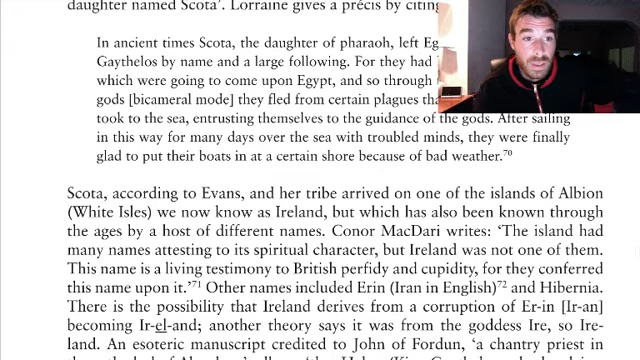 daughter named Scota'. Lorraine gives a précis by citing
In ancient times Scota, the daughter of pharaoh, left Eg
Gaythelos by name and a large following. For they had
which were going to come upon Egypt, and so through
gods [bicameral mode] they fled from certain plagues tha
took to the sea, entrusting themselves to the guidance of the gods. After sailing
in this way for many days over the sea with troubled minds, they were finally
glad to put their boats in at a certain shore because of bad weather.⁷⁰
Scota, according to Evans, and her tribe arrived on one of the islands of Albion
(White Isles) we now know as Ireland, but which has also been known through
the ages by a host of different names. Conor MacDari writes: 'The island had
many names attesting to its spiritual character, but Ireland was not one of them.
This name is a living testimony to British perfidy and cupidity, for they conferred
this name upon it.'⁷¹ Other names included Erin (Iran in English)⁷² and Hibernia.
There is the possibility that Ireland derives from a corruption of Er-in [Ir-an]
becoming Ir-el-and; another theory says it was from the goddess Ire, so Ire-
land. An esoteric manuscript credited to John of Fordun, 'a chantry priest in